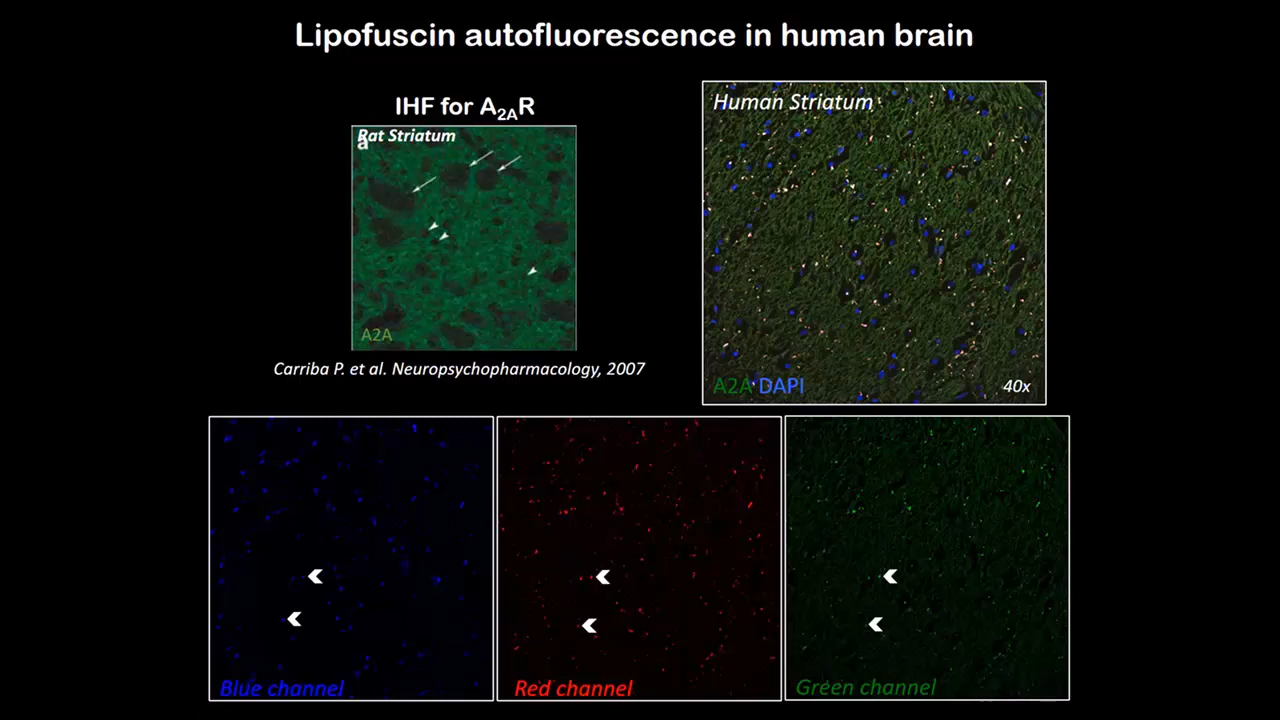 Lipofuscin autofluorescence in human brain
IHF for A2AR
Rat Striatum
a
A2A
Carriba P. et al. Neuropsychopharmacology, 2007
Human Striatum
A2A DAPI
40x
Blue channel
Red channel
Green channel